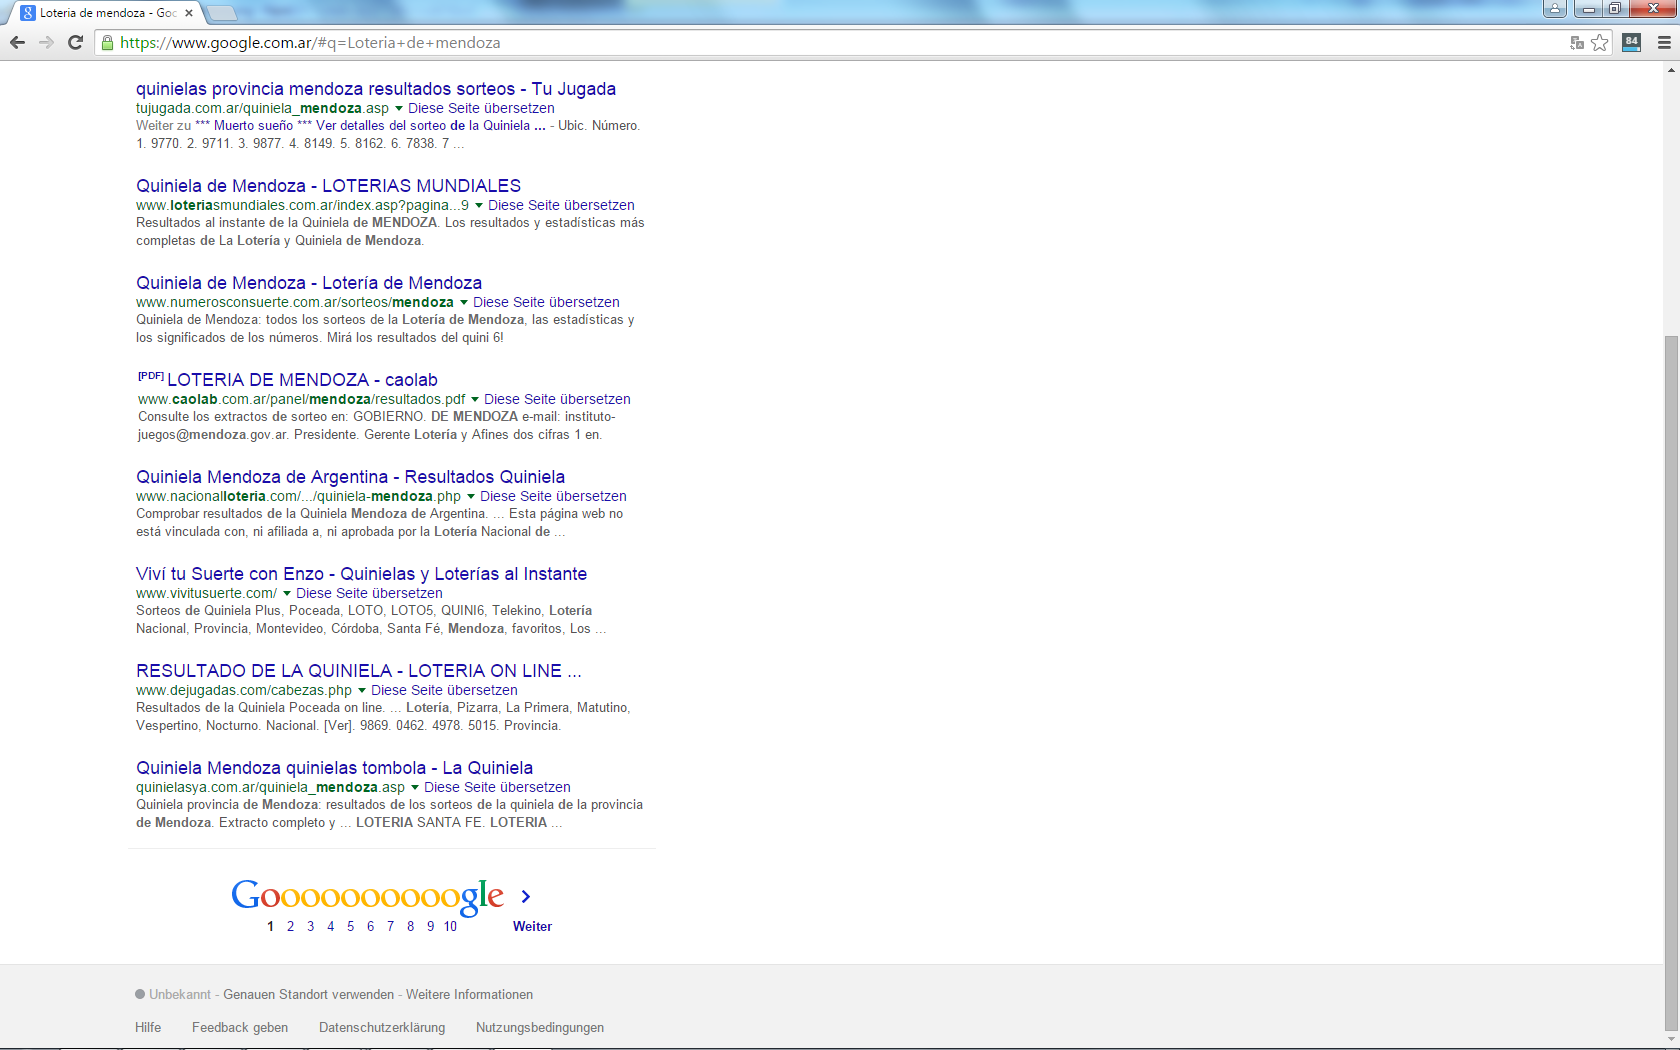 Loteria de mendoza - Goo
https://www.google.com.ar/#q=Loteria+de+mendoza
84
quinielas provincia mendoza resultados sorteos - Tu Jugada
tujugada.com.ar/quiniela_mendoza.asp Diese Seite übersetzen
Weiter zu *** Muerto sueño *** Ver detalles del sorteo de la Quiniela ... - Ubic. Número.
1. 9770. 2. 9711. 3. 9877. 4. 8149. 5. 8162. 6. 7838. 7 ...
Quiniela de Mendoza - LOTERIAS MUNDIALES
www.loteriasmundiales.com.ar/index.asp?pagina...9 Diese Seite übersetzen
Resultados al instante de la Quiniela de MENDOZA. Los resultados y estadísticas más
completas de La Lotería y Quiniela de Mendoza.
Quiniela de Mendoza - Lotería de Mendoza
www.numerosconsuerte.com.ar/sorteos/mendoza Diese Seite übersetzen
Quiniela de Mendoza: todos los sorteos de la Lotería de Mendoza, las estadísticas y
los significados de los números. Mirá los resultados del quini 6!
[PDF] LOTERIA DE MENDOZA - caolab
www.caolab.com.ar/panel/mendoza/resultados.pdf Diese Seite übersetzen
Consulte los extractos de sorteo en: GOBIERNO. DE MENDOZA e-mail: instituto-
juegos@mendoza.gov.ar. Presidente. Gerente Lotería y Afines dos cifras 1 en.
Quiniela Mendoza de Argentina - Resultados Quiniela
www.nacionalloteria.com/.../quiniela-mendoza.php Diese Seite übersetzen
Comprobar resultados de la Quiniela Mendoza de Argentina. ... Esta página web no
está vinculada con, ni afiliada a, ni aprobada por la Lotería Nacional de ...
Viví tu Suerte con Enzo - Quinielas y Loterías al Instante
www.vivitusuerte.com/ Diese Seite übersetzen
Sorteos de Quiniela Plus, Poceada, LOTO, LOTO5, QUINI6, Telekino, Lotería
Nacional, Provincia, Montevideo, Córdoba, Santa Fé, Mendoza, favoritos, Los ...
RESULTADO DE LA QUINIELA - LOTERIA ON LINE ...
www.dejugadas.com/cabezas.php Diese Seite übersetzen
Resultados de la Quiniela Poceada on line. ... Lotería, Pizarra, La Primera, Matutino,
Vespertino, Nocturno. Nacional. [Ver]. 9869. 0462. 4978. 5015. Provincia.
Quiniela Mendoza quinielas tombola - La Quiniela
quinielasya.com.ar/quiniela_mendoza.asp Diese Seite übersetzen
Quiniela provincia de Mendoza: resultados de los sorteos de la quiniela de la provincia
de Mendoza. Extracto completo y ... LOTERIA SANTA FE. LOTERIA ...
Goooooooooogle >
1 2 3 4 5 6 7 8 9 10 Weiter
Unbekannt - Genauen Standort verwenden - Weitere Informationen
Hilfe Feedback geben Datenschutzerklärung Nutzungsbedingungen